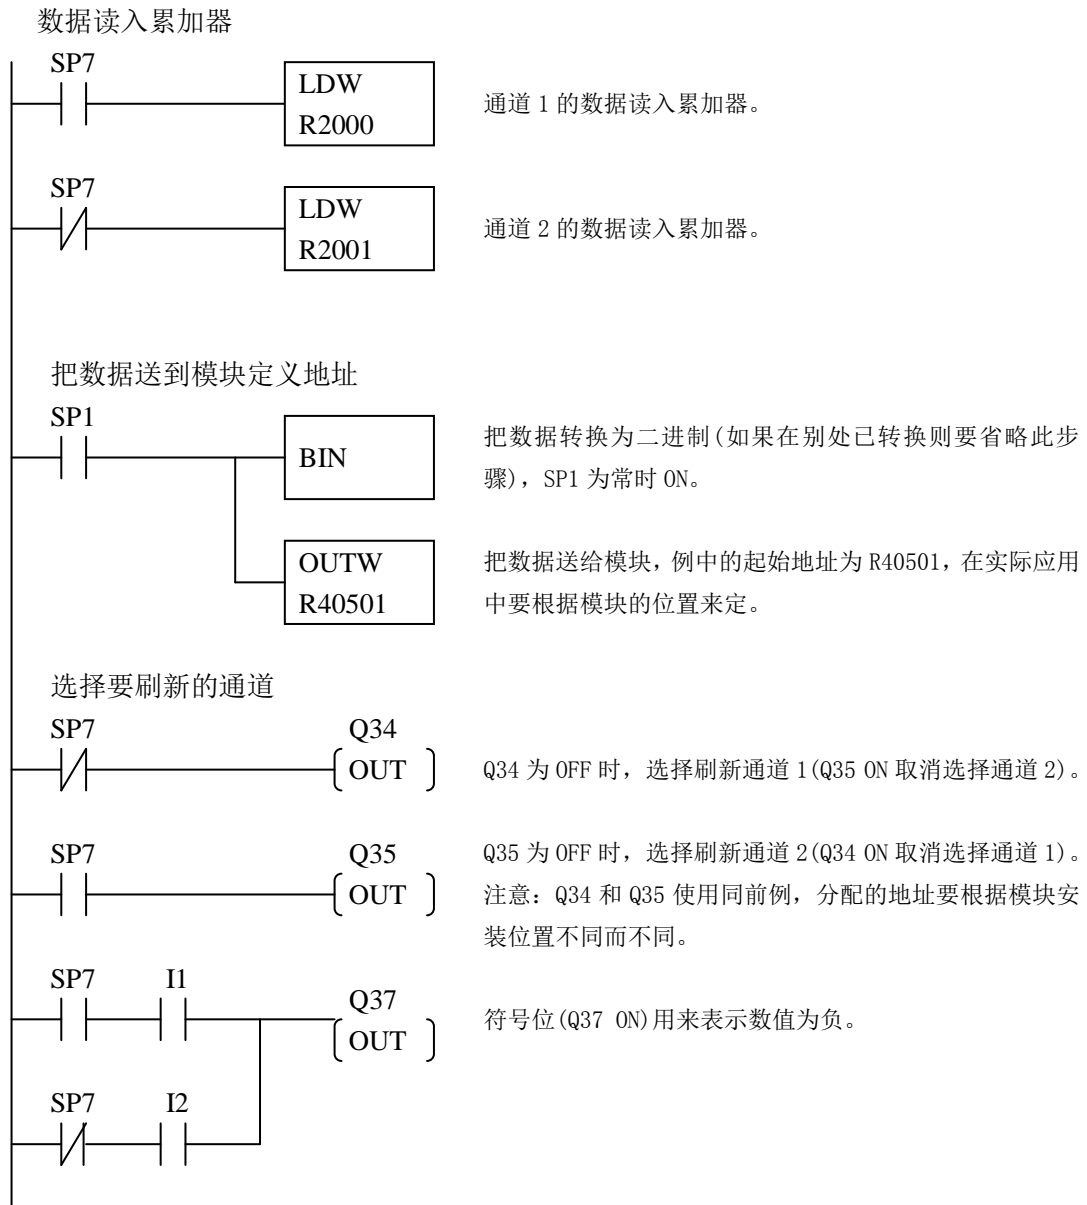 数据读入累加器
SP7
LDW
R2000
通道 1 的数据读入累加器。
SP7
LDW
R2001
通道 2 的数据读入累加器。
把数据送到模块定义地址
SP1
BIN
把数据转换为二进制(如果在别处已转换则要省略此步
骤)，SP1 为常时 ON。
OUTW
R40501
把数据送给模块，例中的起始地址为 R40501，在实际应用
中要根据模块的位置来定。
选择要刷新的通道
SP7
Q34
OUT
Q34 为 OFF 时，选择刷新通道 1(Q35 ON 取消选择通道 2)。
SP7
Q35
OUT
Q35 为 OFF 时，选择刷新通道 2(Q34 ON 取消选择通道 1)。
注意：Q34 和 Q35 使用同前例，分配的地址要根据模块安
装位置不同而不同。
SP7 I1
Q37
OUT
符号位(Q37 ON)用来表示数值为负。
SP7 I2